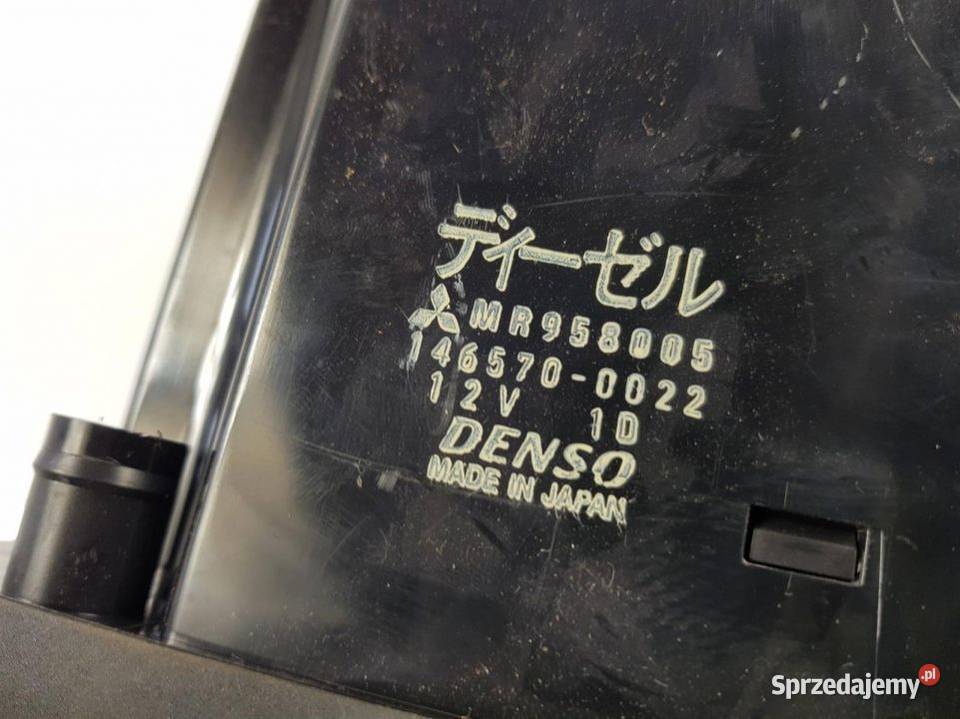 ディーゼル
MR958005
146570-0022
12V 1D
DENSO
MADE IN JAPAN
Sprzedajemy.pl